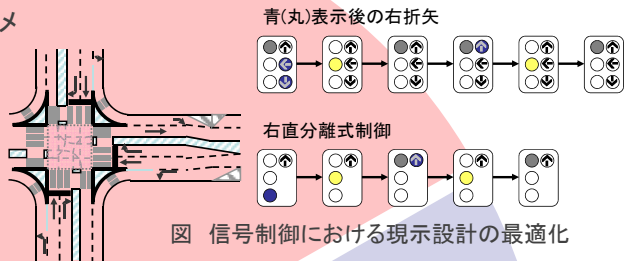 メ
青(丸)表示後の右折矢
右直分離式制御
図 信号制御における現示設計の最適化